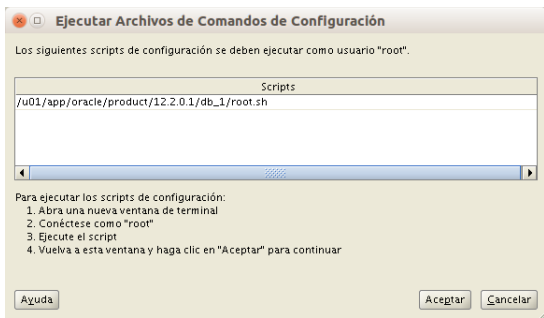 Ejecutar Archivos de Comandos de Configuración
Los siguientes scripts de configuración se deben ejecutar como usuario "root".
Scripts
/u01/app/oracle/product/12.2.0.1/db_1/root.sh
Para ejecutar los scripts de configuración:
1. Abra una nueva ventana de terminal
2. Conéctese como "root"
3. Ejecute el script
4. Vuelva a esta ventana y haga clic en "Aceptar" para continuar
Ayuda Aceptar Cancelar